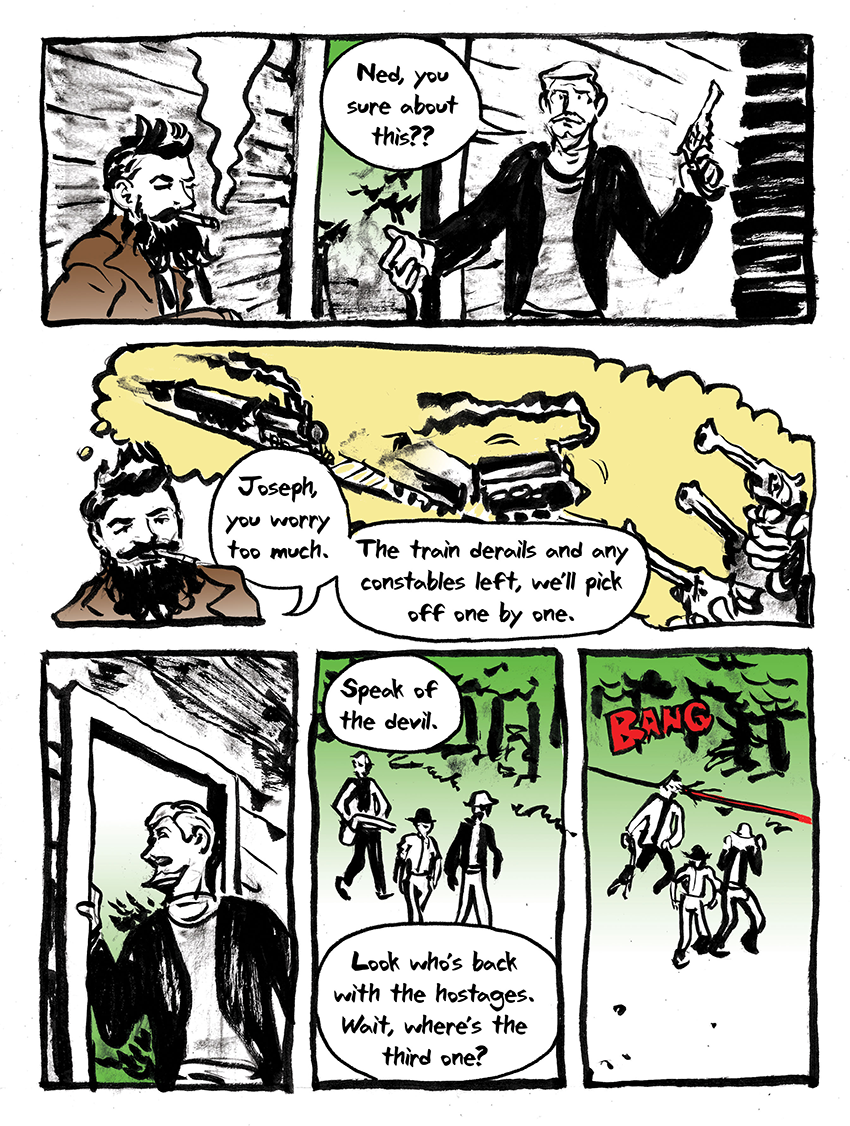 Ned, you
sure about
this??
Joseph,
you worry
too much.
The train derails and any
constables left, we'll pick
off one by one.
Speak of
the devil.
Look who's back
with the hostages.
Wait, where's the
third one?
BANG